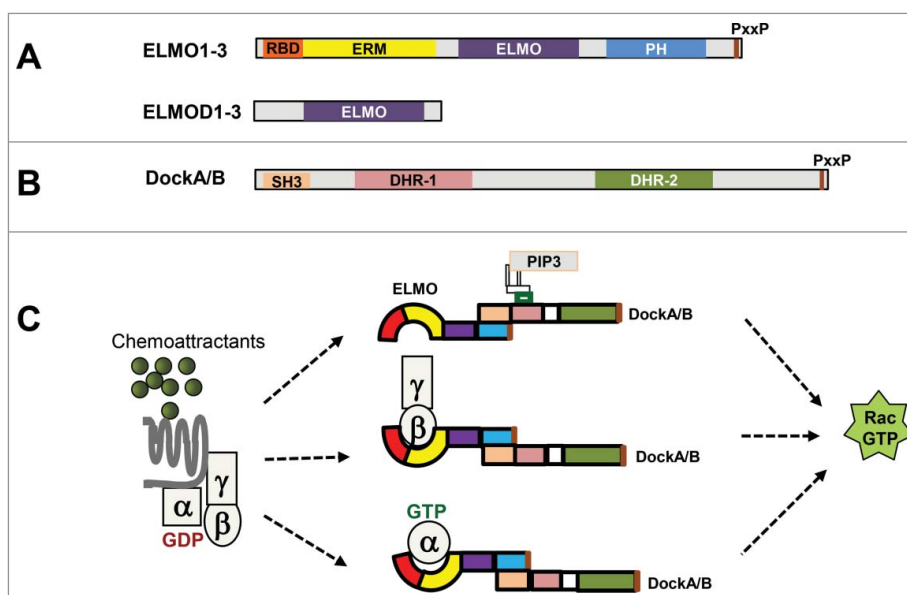 A
PxxP
ELMO1-3
RBD ERM ELMO PH
ELMOD1-3
ELMO
B
PxxP
DockA/B
SH3 DHR-1 DHR-2
C
PIP3
ELMO
DockA/B
Chemoattractants
γ
β
DockA/B
Rac
GTP
γ
α
β
GDP
GTP
α
DockA/B